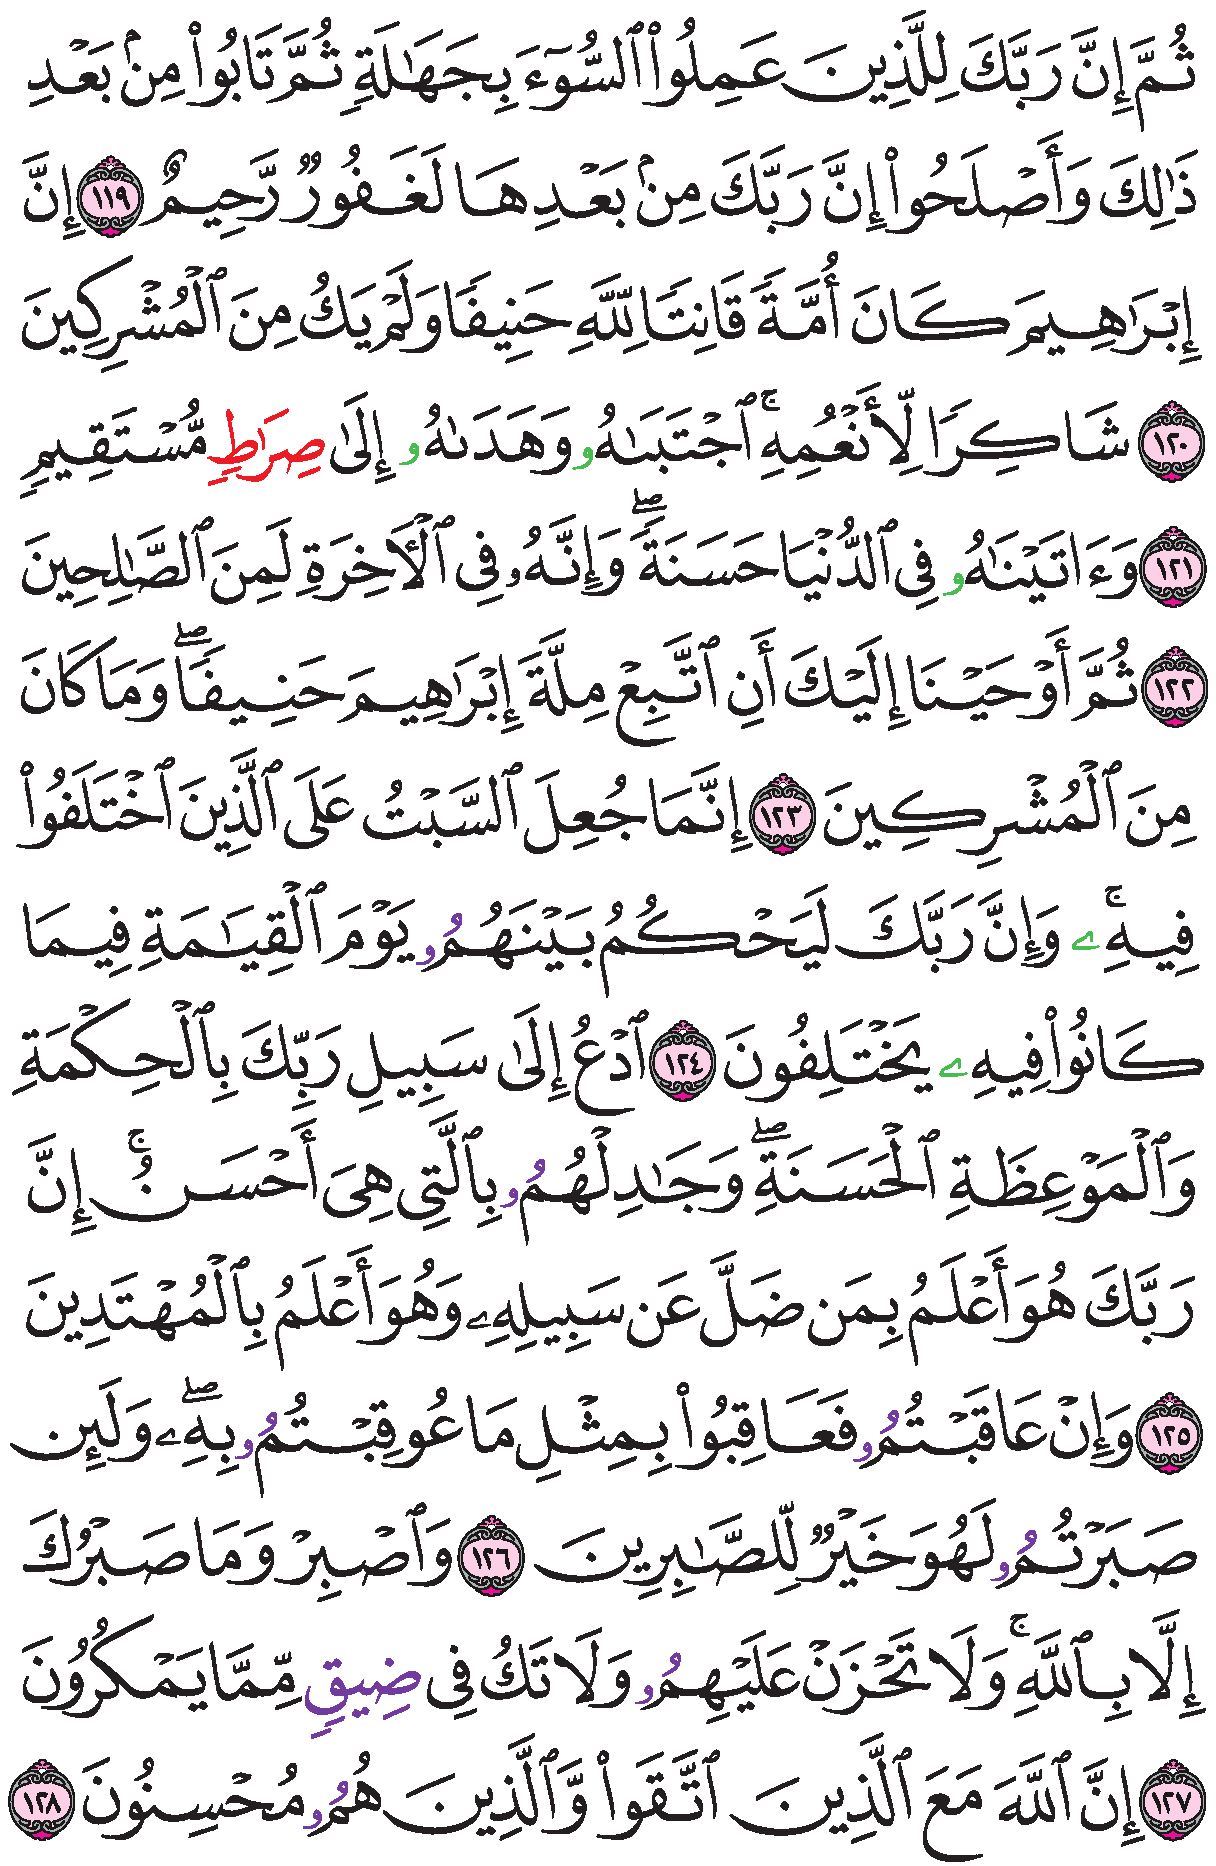 ثُمَّ إِنَّ رَبَّكَ لِلَّذِينَ عَمِلُوا۟ ٱلسُّوٓءَ بِجَهَٰلَةٍ ثُمَّ تَابُوا۟ مِنۢ بَعْدِ
ذَٰلِكَ وَأَصْلَحُوٓا۟ إِنَّ رَبَّكَ مِنۢ بَعْدِهَا لَغَفُورٌ رَّحِيمٌ ١١٩ إِنَّ
إِبْرَٰهِيمَ كَانَ أُمَّةً قَانِتًا لِّلَّهِ حَنِيفًا وَلَمْ يَكُ مِنَ ٱلْمُشْرِكِينَ
١٢٠ شَاكِرًا لِّأَنْعُمِهِۚ ٱجْتَبَىٰهُۥ وَهَدَىٰهُۥ إِلَىٰ صِرَٰطٍ مُّسْتَقِيمٍ
١٢١ وَءَاتَيْنَٰهُۥ فِى ٱلدُّنْيَا حَسَنَةًۖ وَإِنَّهُۥ فِى ٱلْأَخِرَةِ لَمِنَ ٱلصَّٰلِحِينَ
١٢٢ ثُمَّ أَوْحَيْنَا إِلَيْكَ أَنِ ٱتَّبِعْ مِلَّةَ إِبْرَٰهِيمَ حَنِيفًاۖ وَمَا كَانَ
مِنَ ٱلْمُشْرِكِينَ ١٢٣ إِنَّمَا جُعِلَ ٱلسَّبْتُ عَلَى ٱلَّذِينَ ٱخْتَلَفُوا۟
فِيهِۦۚ وَإِنَّ رَبَّكَ لَيَحْكُمُ بَيْنَهُمُۥ يَوْمَ ٱلْقِيَٰمَةِ فِيمَا
كَانُوا۟ فِيهِۦ يَخْتَلِفُونَ ١٢٤ ٱدْعُ إِلَىٰ سَبِيلِ رَبِّكَ بِٱلْحِكْمَةِ
وَٱلْمَوْعِظَةِ ٱلْحَسَنَةِۖ وَجَٰدِلْهُمُۥ بِٱلَّتِى هِىَ أَحْسَنُۚ إِنَّ
رَبَّكَ هُوَ أَعْلَمُ بِمَن ضَلَّ عَن سَبِيلِهِۦ وَهُوَ أَعْلَمُ بِٱلْمُهْتَدِينَ
١٢٥ وَإِنْ عَاقَبْتُمُۥ فَعَاقِبُوا۟ بِمِثْلِ مَا عُوقِبْتُمُۥ بِهِۦۖ وَلَئِن
صَبَرْتُمُۥ لَهُوَ خَيْرٌ لِّلصَّٰبِرِينَ ١٢٦ وَٱصْبِرْ وَمَا صَبْرُكَ
إِلَّا بِٱللَّهِۚ وَلَا تَحْزَنْ عَلَيْهِمُۥ وَلَا تَكُ فِى ضِيقٍ مِّمَّا يَمْكُرُونَ
١٢٧ إِنَّ ٱللَّهَ مَعَ ٱلَّذِينَ ٱتَّقَوا۟ وَّٱلَّذِينَ هُمُۥ مُحْسِنُونَ ١٢٨